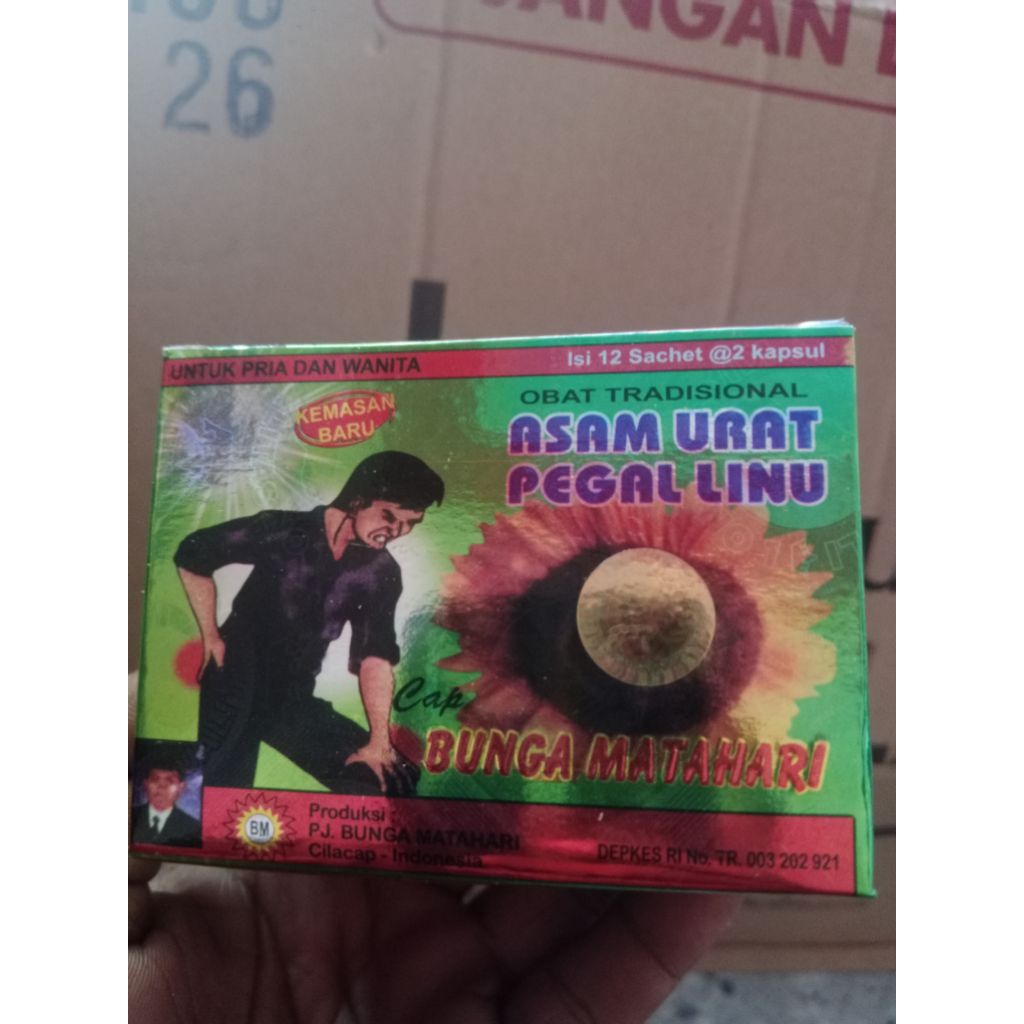 26
UNTUK PRIA DAN WANITA
Isi 12 Sachet @2 kapsul
KEMASAN
BARU
OBAT TRADISIONAL
ASAM URAT
PEGAL LINU
Cap
BUNGA MATAHARI
BM
Produksi :
PJ. BUNGA MATAHARI
Cilacap - Indonesia
DEPKES RI No. TR. 003 202 921